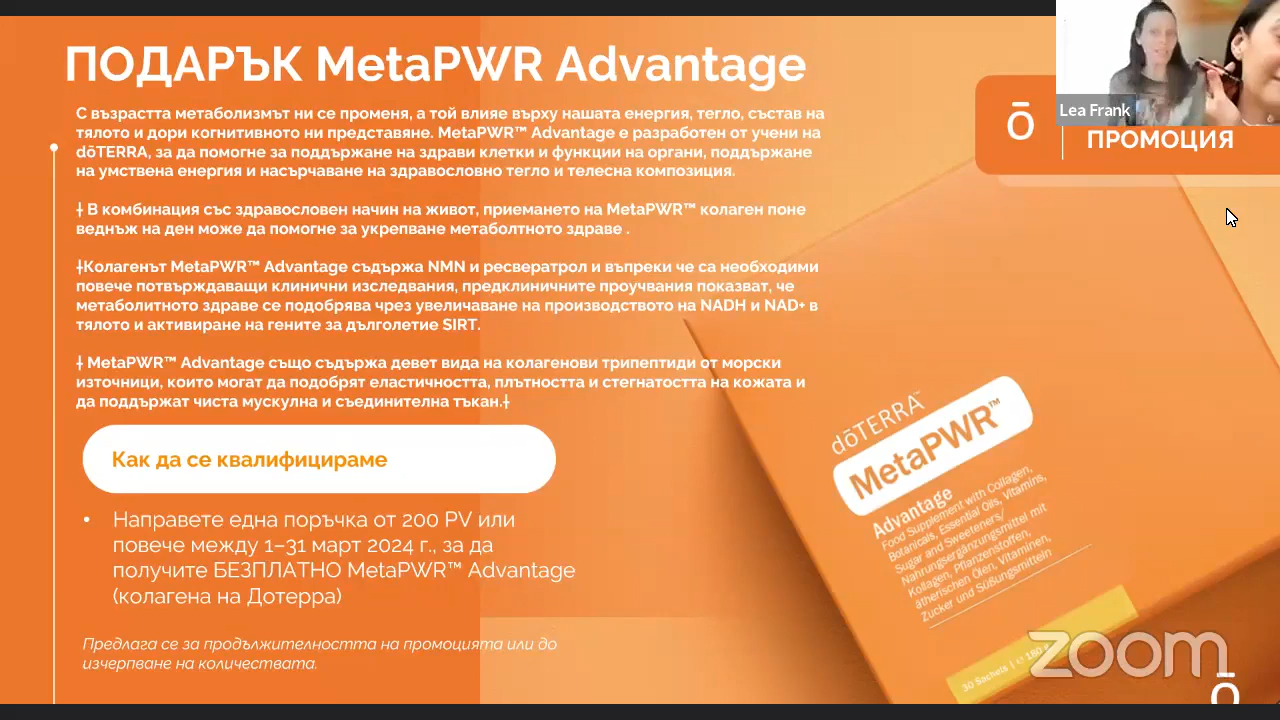 ПОДАРЪК MetaPWR Advantage
С възрастта метаболизмът ни се променя, а той влияе върху нашата енергия, тегло, състав на
тялото и дори когнитивното ни представяне. MetaPWR™ Advantage е разработен от учени на
dōTERRA, за да помогне за поддържане на здрави клетки и функции на органи, поддържане
на умствена енергия и насърчаване на здравословно тегло и телесна композиция.
ƚ В комбинация със здравословен начин на живот, приемането на MetaPWR™ колаген поне
веднъж на ден може да помогне за укрепване метаболтното здраве .
ƚКолагенът MetaPWR™ Advantage съдържа NMN и ресвератрол и въпреки че са необходими
повече потвърждаващи клинични изследвания, предклиничните проучвания показват, че
метаболитното здраве се подобрява чрез увеличаване на производството на NADH и NAD+ в
тялото и активиране на гените за дълголетие SIRT.
ƚ MetaPWR™ Advantage също съдържа девет вида на колагенови трипептиди от морски
източници, които могат да подобрят еластичността, плътността и стегнатостта на кожата и
да поддържат чиста мускулна и съединителна тъкан.ƚ
Как да се квалифицираме
• Направете една поръчка от 200 PV или
повече между 1–31 март 2024 г., за да
получите БЕЗПЛАТНО MetaPWR™ Advantage
(колагена на Дотерра)
Предлага се за продължителността на промоцията или до
изчерпване на количествата.
Lea Frank
ō
ПРОМОЦИЯ
dōTERRA™
MetaPWR™
Advantage
Food Supplement with Collagen,
Botanicals, Essential Oils, Vitamins,
Sugar and Sweeteners/
Nahrungsergänzungsmittel mit
Kollagen, Pflanzenstoffen,
ätherischen Ölen, Vitaminen,
Zucker und Süßungsmitteln
30 Sachets | ℮ 180 g
zoom
ō